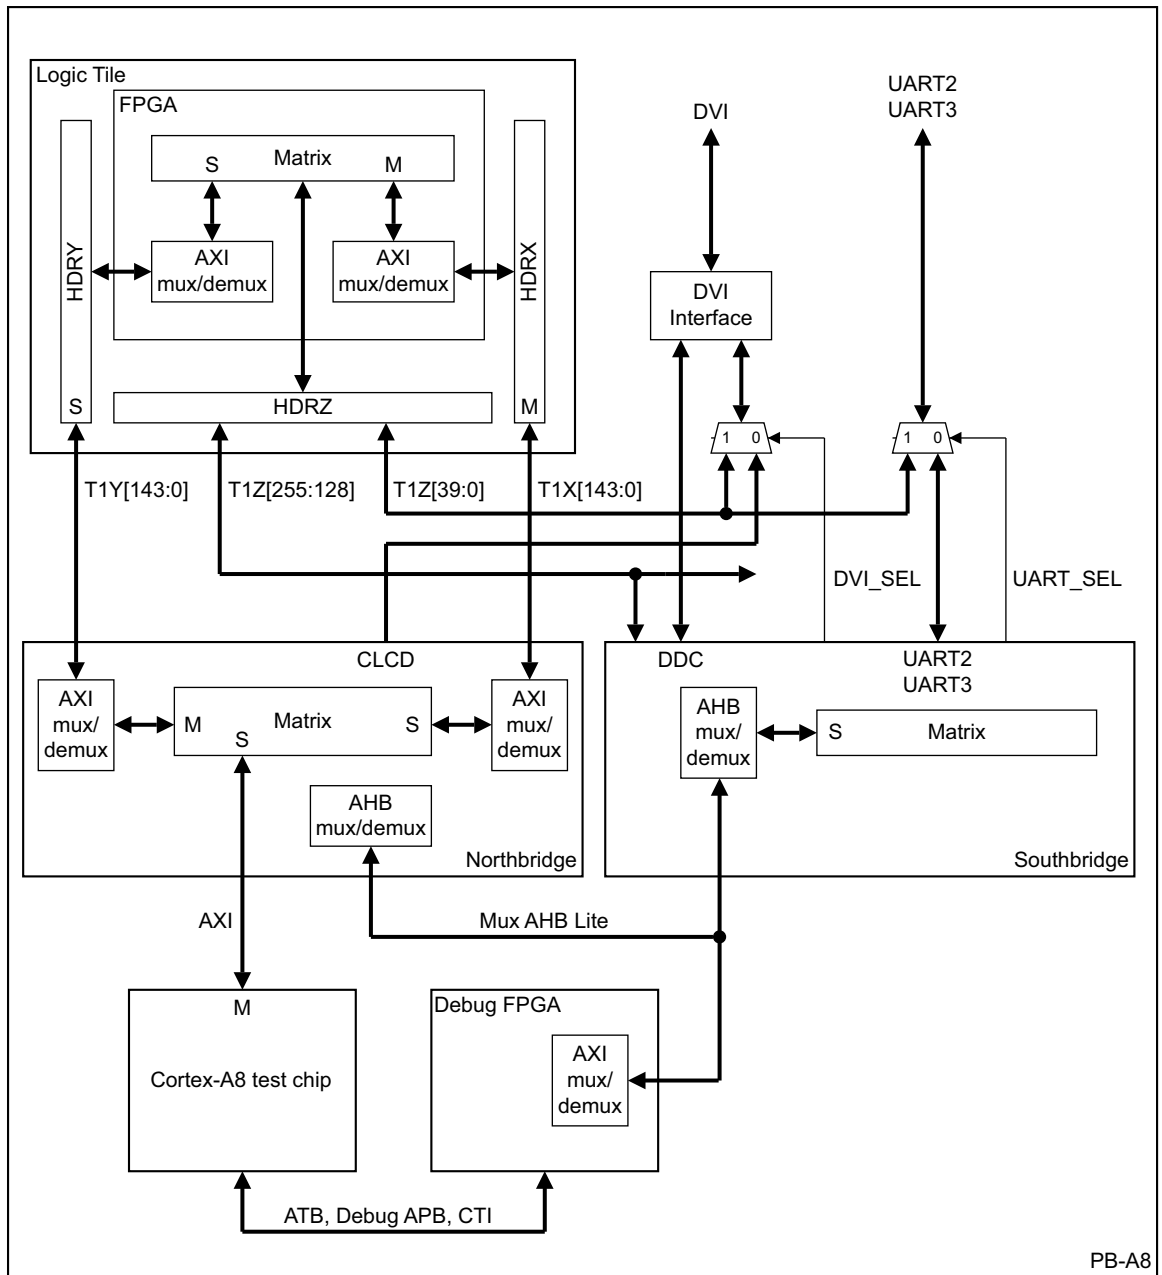 Logic Tile
FPGA
S Matrix M
AXI
mux/demux
AXI
mux/demux
HDRY
HDRX
S
HDRZ
M
DVI
UART2
UART3
DVI
Interface
1 0
1 0
T1Y[143:0]
T1Z[255:128]
T1Z[39:0]
T1X[143:0]
DVI_SEL
UART_SEL
CLCD
AXI
mux/
demux
M Matrix S
S
AXI
mux/
demux
AHB
mux/demux
Northbridge
DDC
UART2
UART3
AHB
mux/
demux
S Matrix
Southbridge
AXI
Mux AHB Lite
M
Cortex-A8 test chip
Debug FPGA
AXI
mux/
demux
ATB, Debug APB, CTI
PB-A8